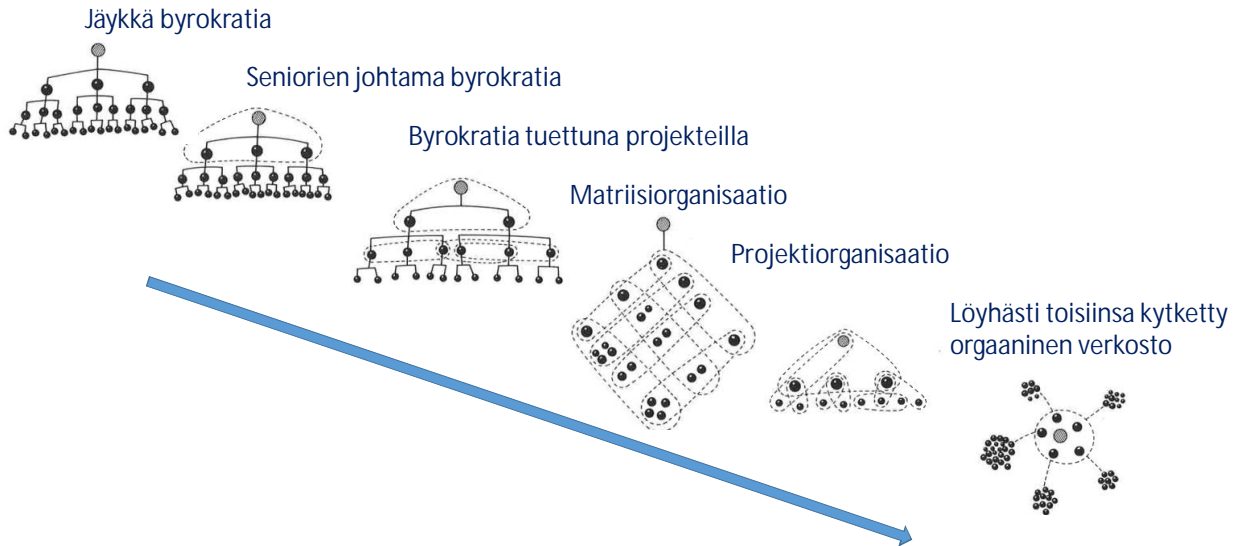 Jäykkä byrokratia
Seniorien johtama byrokratia
Byrokratia tuettuna projekteilla
Matriisiorganisaatio
Projektiorganisaatio
Löyhästi toisiinsa kytketty
orgaaninen verkosto